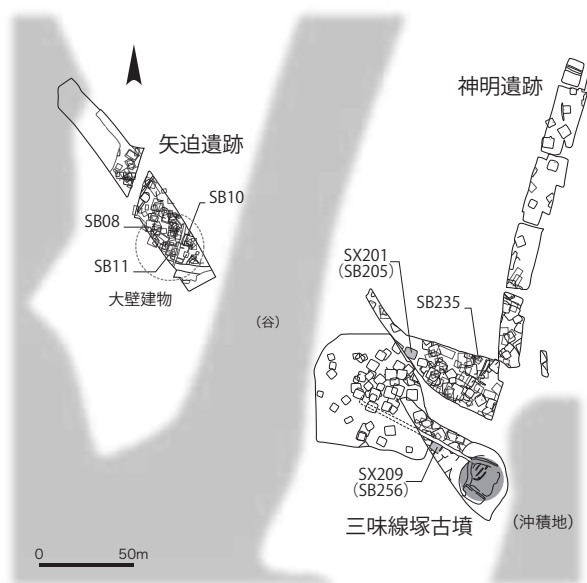 神明遺跡
矢迫遺跡
SB10
SB08
SB11
大壁建物
SX201
(SB205)
SB235
(谷)
SX209
(SB256)
三味線塚古墳
(沖積地)
0 50m